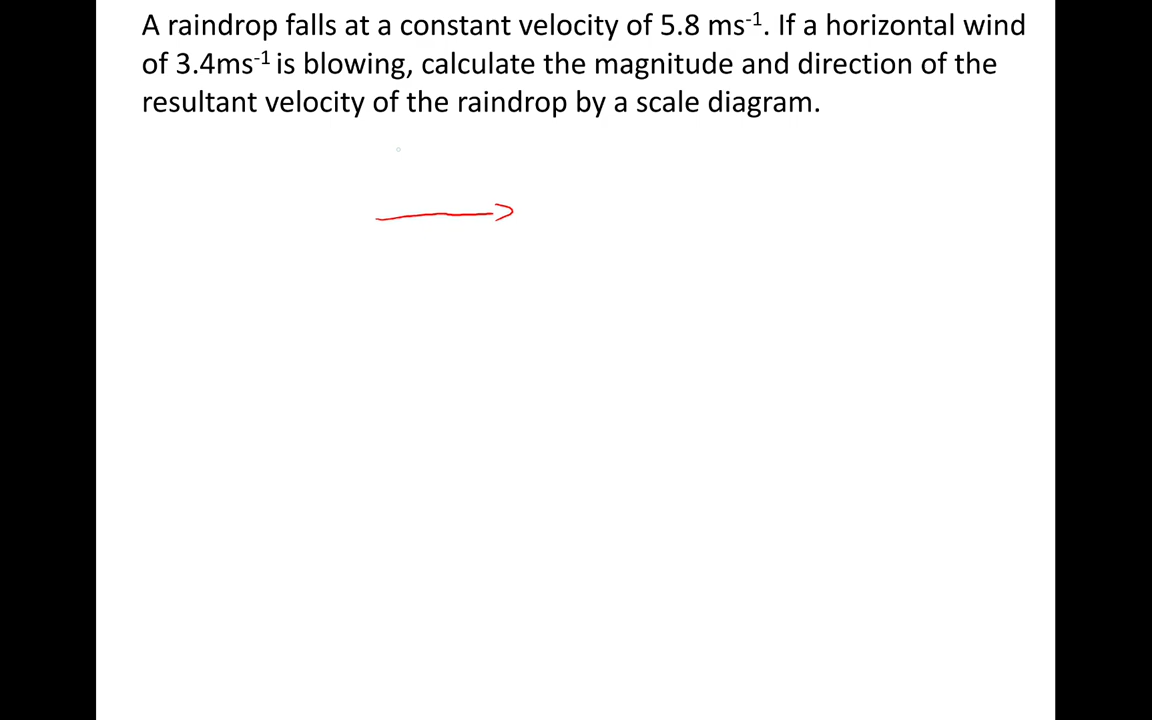 A raindrop falls at a constant velocity of 5.8 ms⁻¹. If a horizontal wind
of 3.4ms⁻¹ is blowing, calculate the magnitude and direction of the
resultant velocity of the raindrop by a scale diagram.